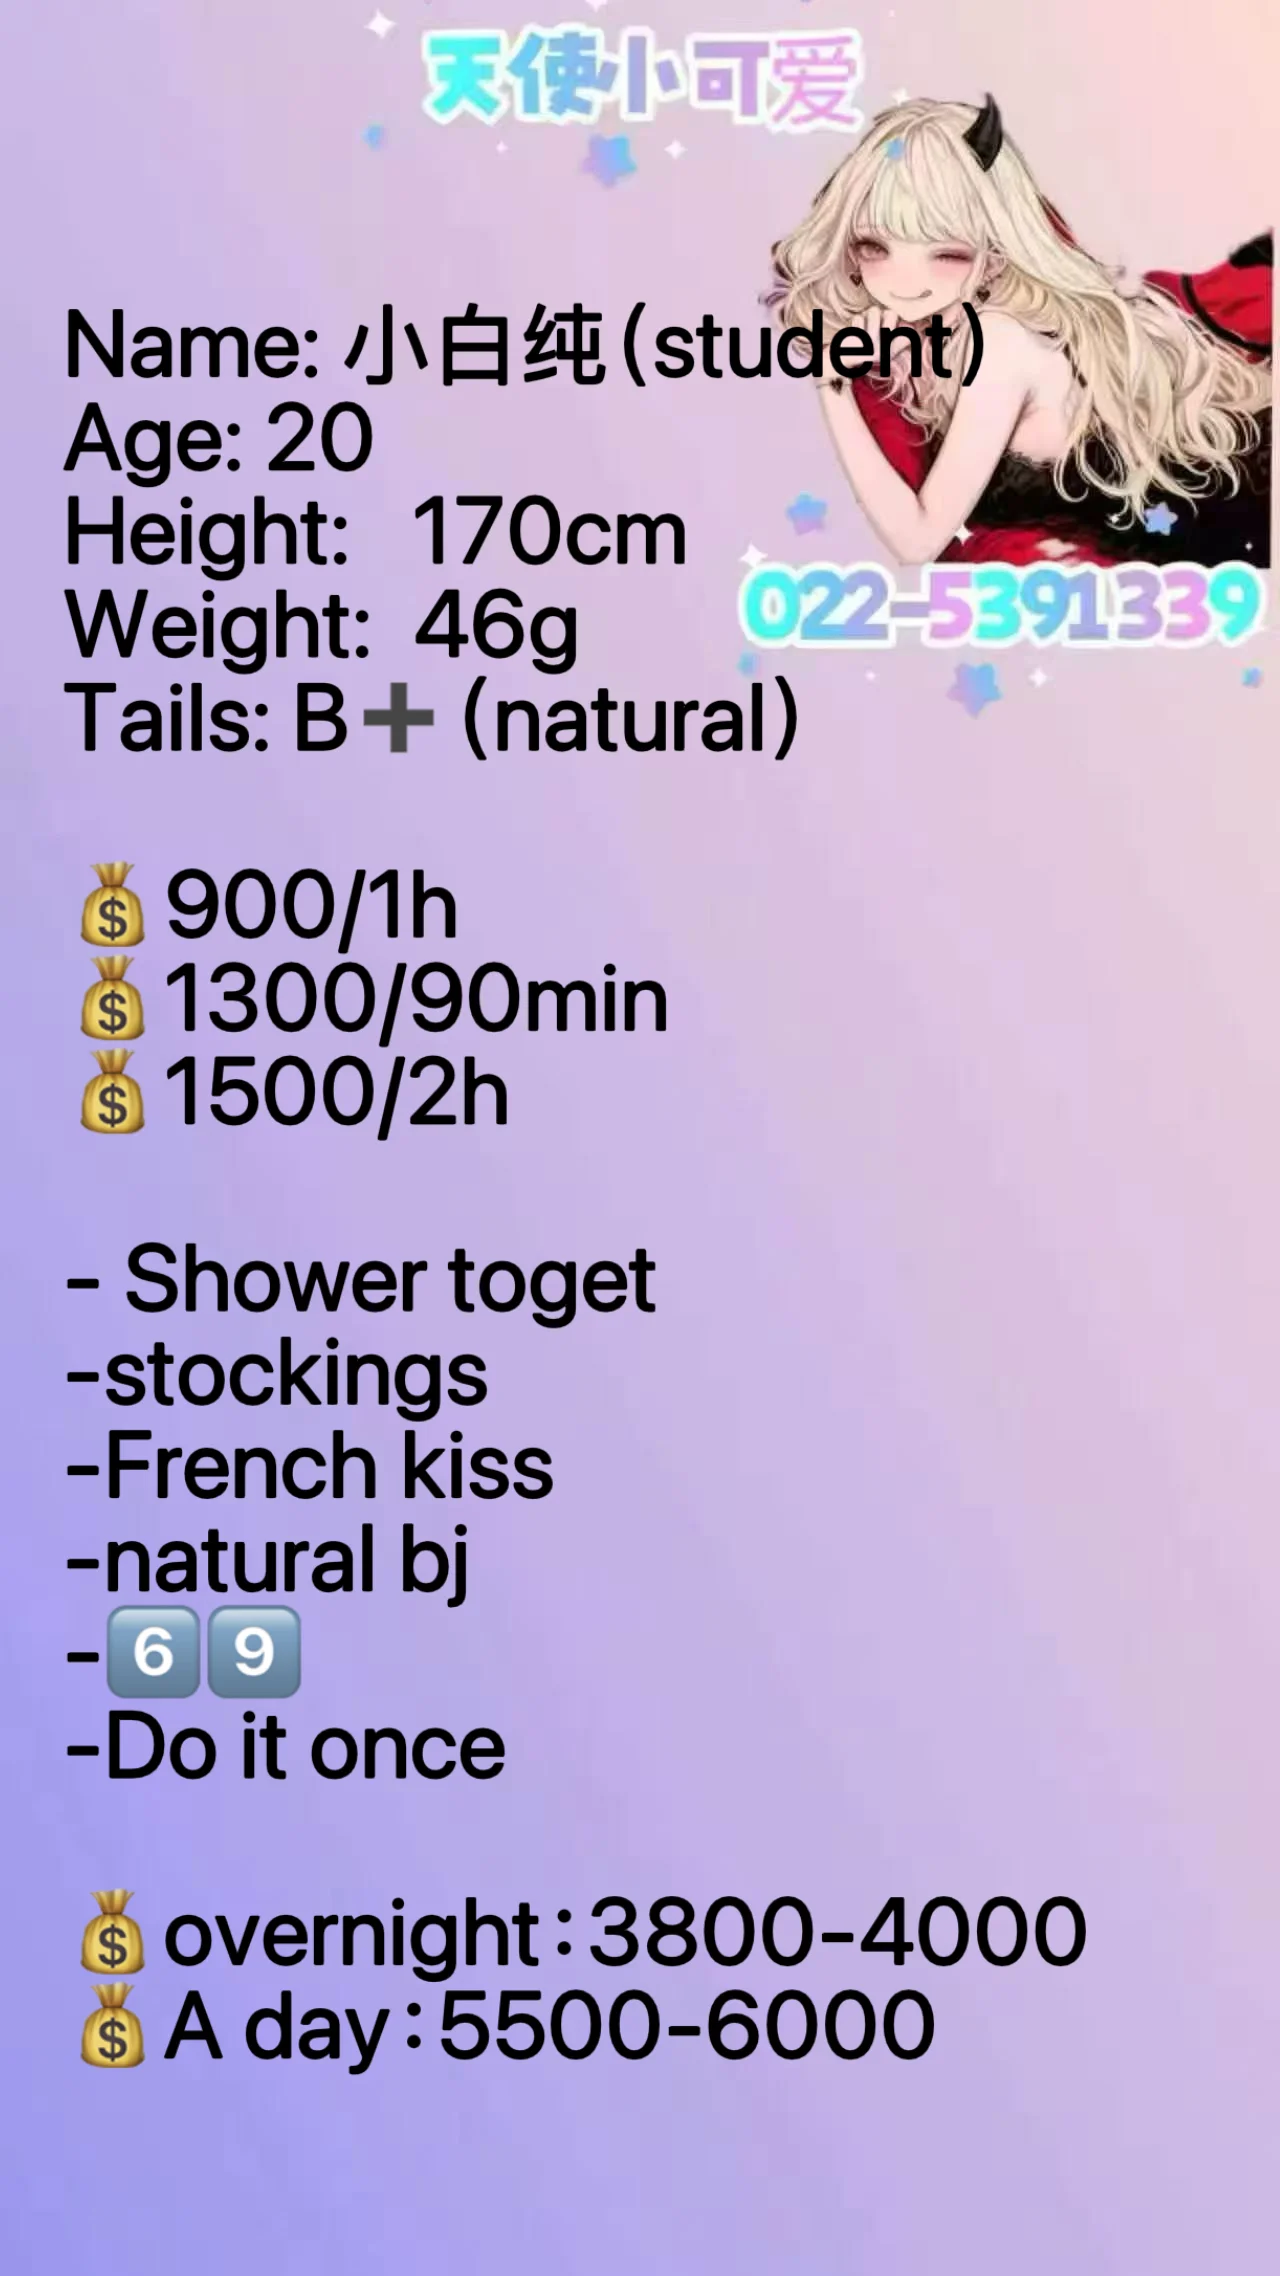 天使小可爱
Name: 小白纯(student)
Age: 20
Height: 170cm
Weight: 46g
022-5391339
Tails: B➕ (natural)
💰900/1h
💰1300/90min
💰1500/2h
- Shower toget
-stockings
-French kiss
-natural bj
-6️⃣9️⃣
-Do it once
💰overnight:3800-4000
💰A day:5500-6000